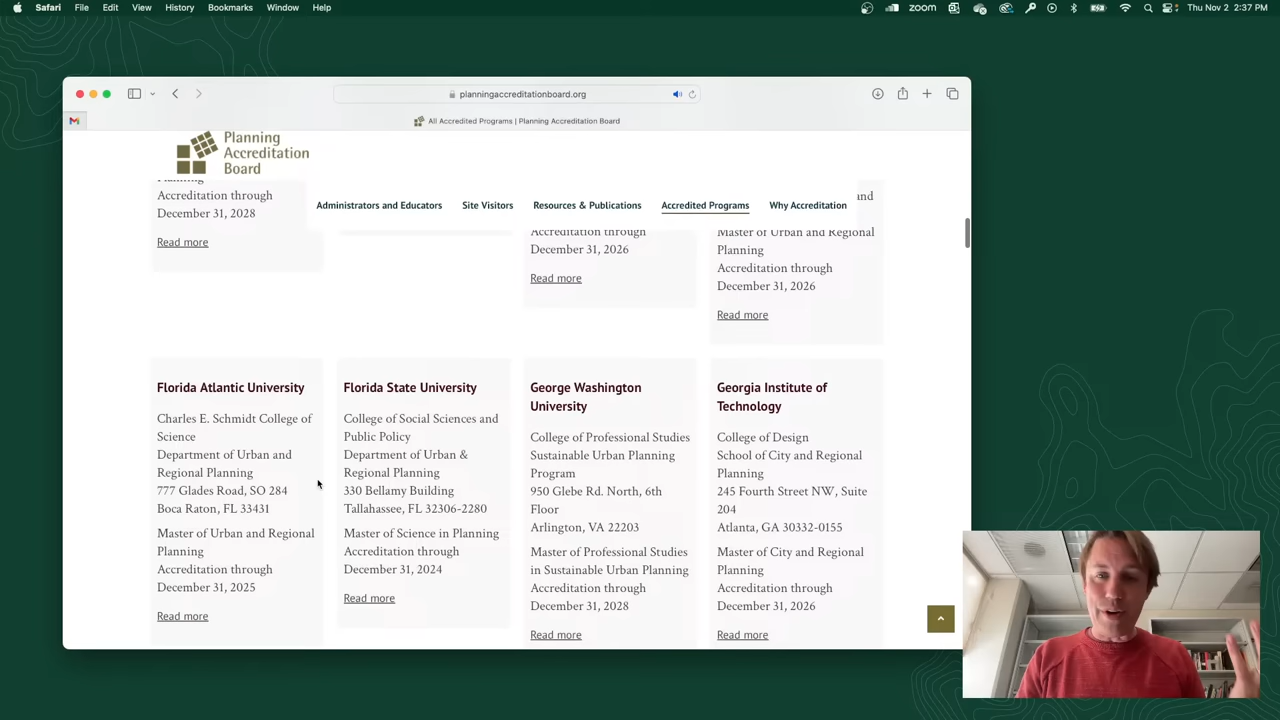 Safari File Edit View History Bookmarks Window Help
zoom
Thu Nov 2 2:37 PM
planningaccreditationboard.org
All Accredited Programs | Planning Accreditation Board
Planning
Accreditation
Board
Administrators and Educators Site Visitors Resources & Publications Accredited Programs Why Accreditation
Planning
Accreditation through
December 31, 2028
Read more
Accreditation through
December 31, 2026
Read more
and
Master of Urban and Regional
Planning
Accreditation through
December 31, 2026
Read more
Florida Atlantic University
Charles E. Schmidt College of
Science
Department of Urban and
Regional Planning
777 Glades Road, SO 284
Boca Raton, FL 33431
Master of Urban and Regional
Planning
Accreditation through
December 31, 2025
Read more
Florida State University
College of Social Sciences and
Public Policy
Department of Urban &
Regional Planning
330 Bellamy Building
Tallahassee, FL 32306-2280
Master of Science in Planning
Accreditation through
December 31, 2024
Read more
George Washington
University
College of Professional Studies
Sustainable Urban Planning
Program
950 Glebe Rd. North, 6th
Floor
Arlington, VA 22203
Master of Professional Studies
in Sustainable Urban Planning
Accreditation through
December 31, 2028
Read more
Georgia Institute of
Technology
College of Design
School of City and Regional
Planning
245 Fourth Street NW, Suite
204
Atlanta, GA 30332-0155
Master of City and Regional
Planning
Accreditation through
December 31, 2026
Read more